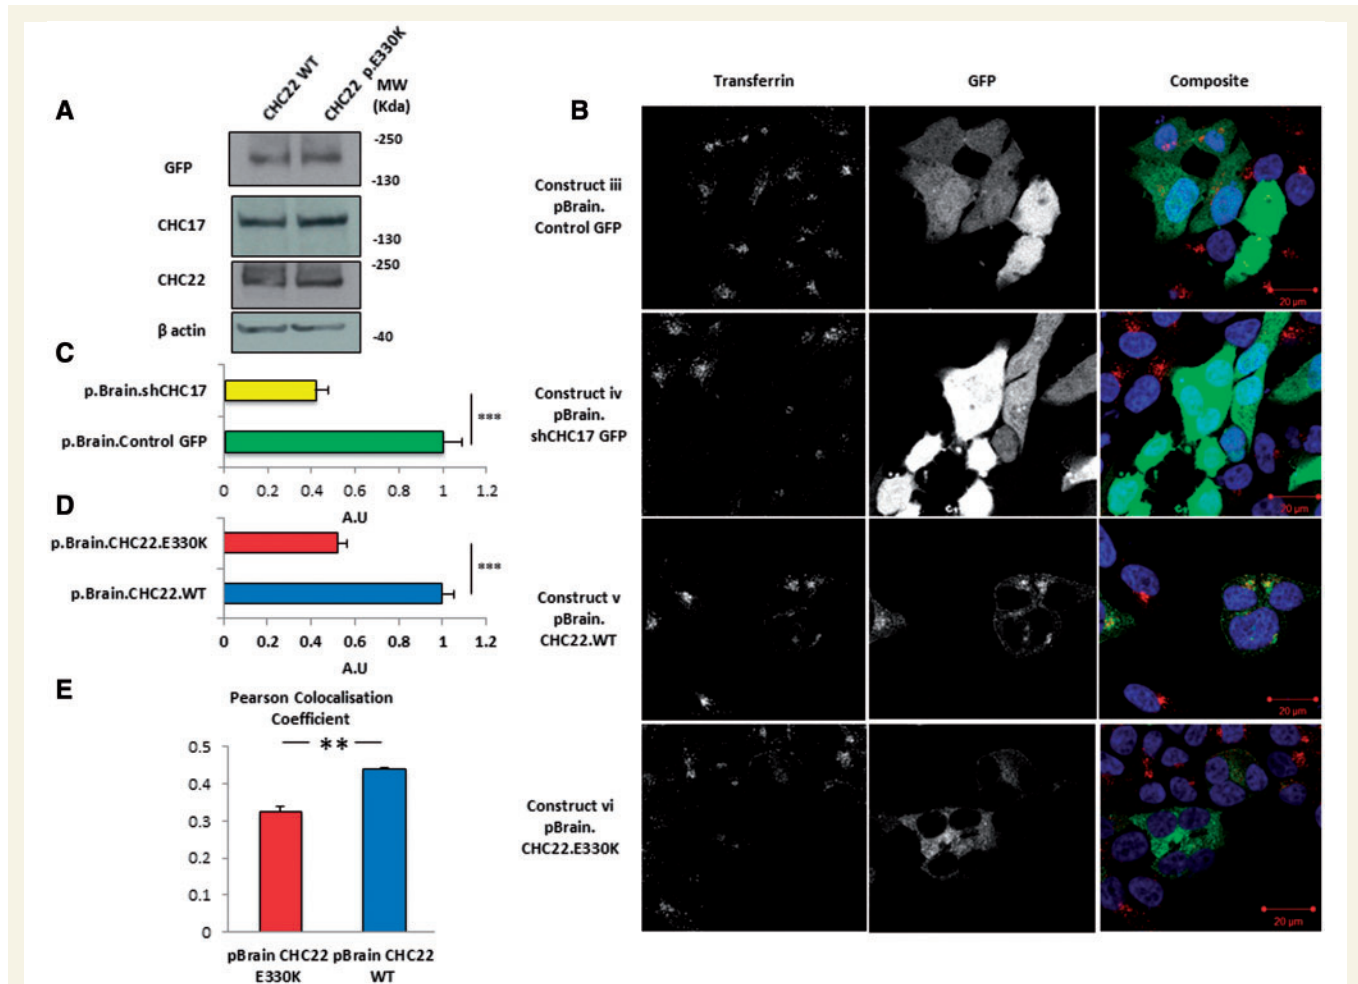 A
CHC22 WT
CHC22 p.E330K
MW
(Kda)
GFP
-250
-130
CHC17
-130
CHC22
-250
β actin
-40
B
Transferrin
GFP
Composite
Construct iii
pBrain.
Control GFP
20 µm
Construct iv
pBrain.
shCHC17 GFP
20 µm
Construct v
pBrain.
CHC22.WT
20 µm
Construct vi
pBrain.
CHC22.E330K
20 µm
C
p.Brain.shCHC17
p.Brain.Control GFP
***
0 0.2 0.4 0.6 0.8 1 1.2
A.U
D
p.Brain.CHC22.E330K
p.Brain.CHC22.WT
***
0 0.2 0.4 0.6 0.8 1 1.2
A.U
E
Pearson Colocalisation
Coefficient
**
0.5
0.4
0.3
0.2
0.1
0
pBrain CHC22
E330K
pBrain CHC22
WT